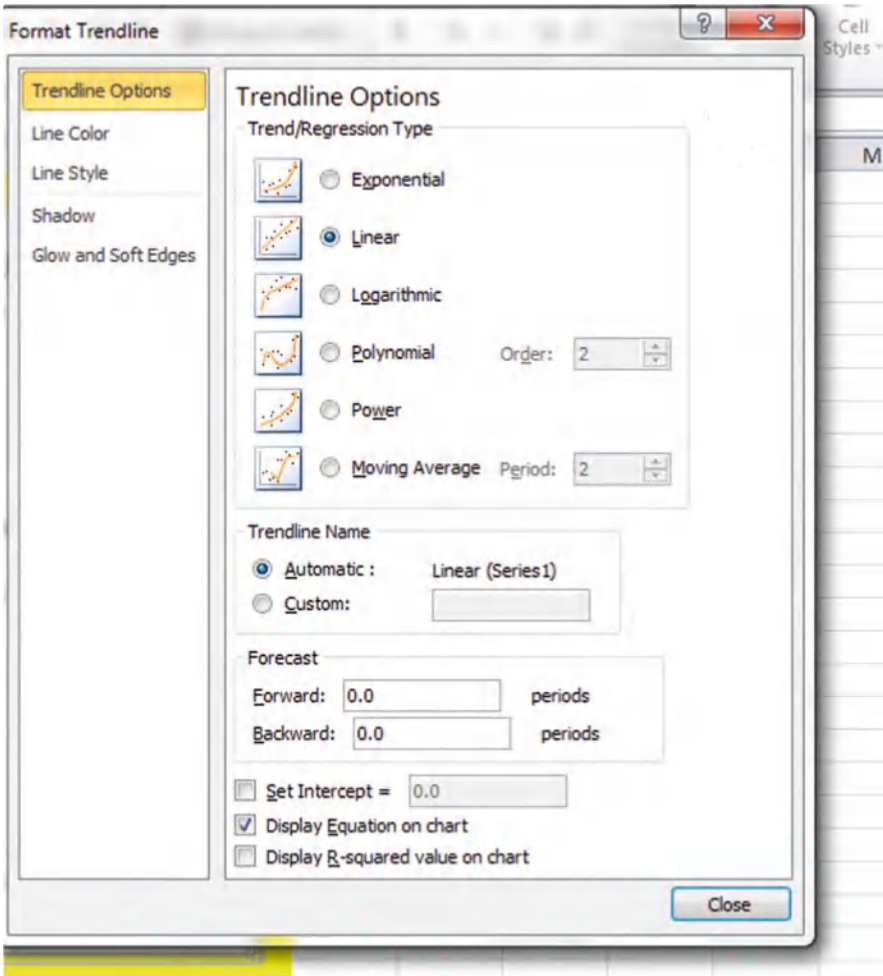 Format Trendline
?
X
Cell
Styles
M
Trendline Options
Line Color
Line Style
Shadow
Glow and Soft Edges
Trendline Options
Trend/Regression Type
Exponential
Linear
Logarithmic
Polynomial Order: 2
Power
Moving Average Period: 2
Trendline Name
Automatic : Linear (Series1)
Custom:
Forecast
Forward: 0.0 periods
Backward: 0.0 periods
Set Intercept = 0.0
Display Equation on chart
Display R-squared value on chart
Close